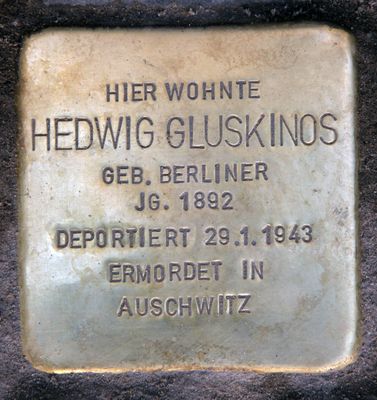 HIER WOHNTE
HEDWIG GLUSKINOS
GEB. BERLINER
JG. 1892
DEPORTIERT 29.1.1943
ERMORDET IN
AUSCHWITZ